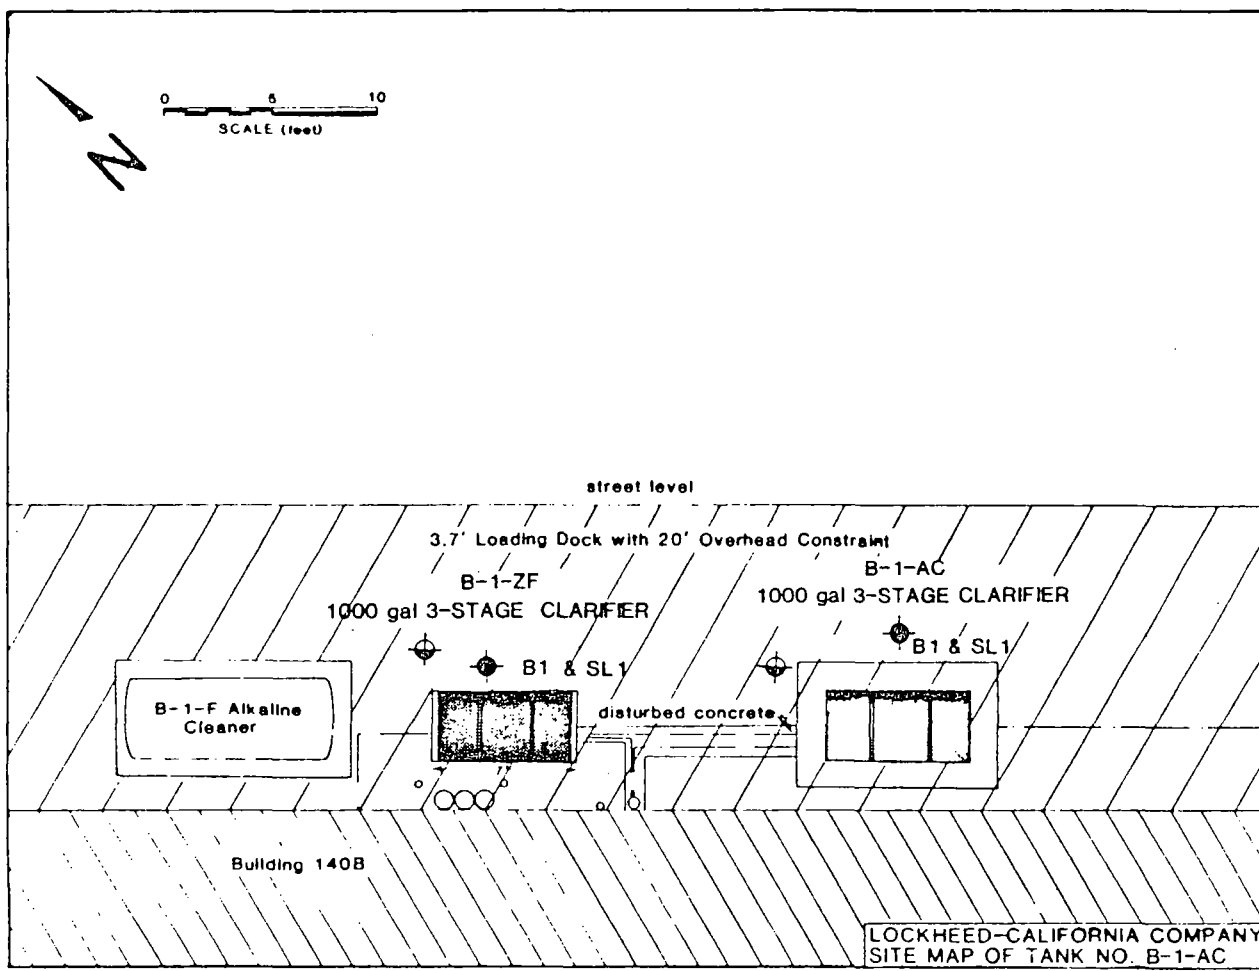 0 5 10
SCALE (feet)
N
street level
3.7' Loading Dock with 20' Overhead Constraint
B-1-ZF
1000 gal 3-STAGE CLARIFIER
B-1-AC
1000 gal 3-STAGE CLARIFIER
B1 & SL1
B1 & SL1
B-1-F Alkaline
Cleaner
disturbed concrete
Building 140B
LOCKHEED-CALIFORNIA COMPANY
SITE MAP OF TANK NO. B-1-AC